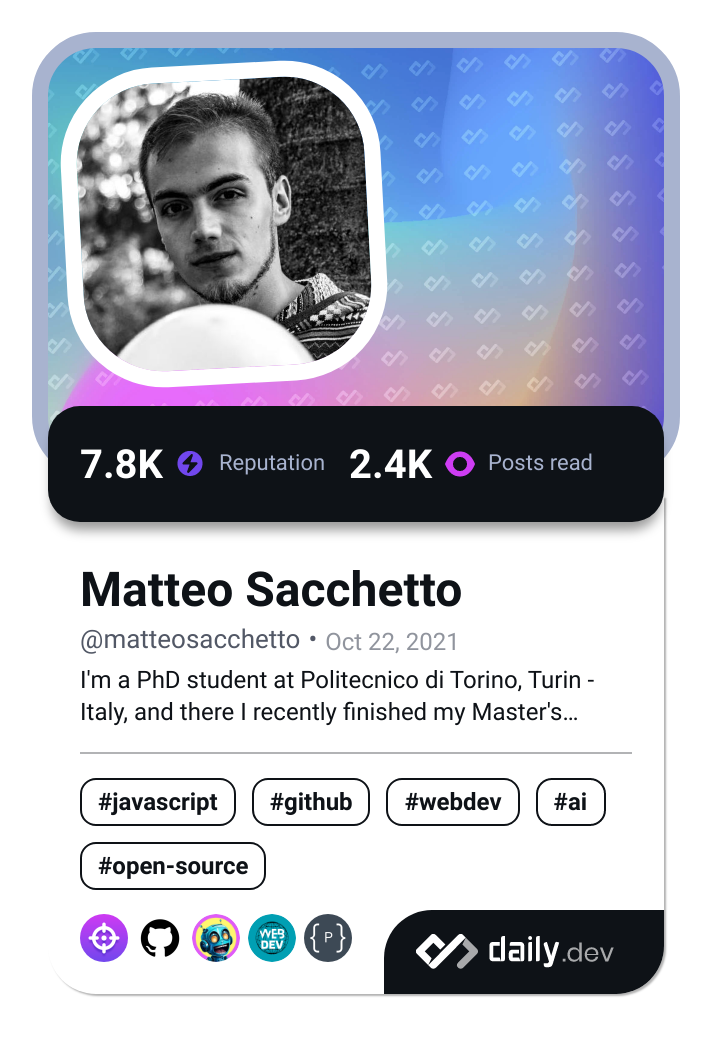 7.8K Reputation 2.4K Posts read
Matteo Sacchetto
@matteosacchetto • Oct 22, 2021
I'm a PhD student at Politecnico di Torino, Turin -
Italy, and there I recently finished my Master's…
#javascript #github #webdev #ai
#open-source
WEB
DEV
{P}
daily.dev